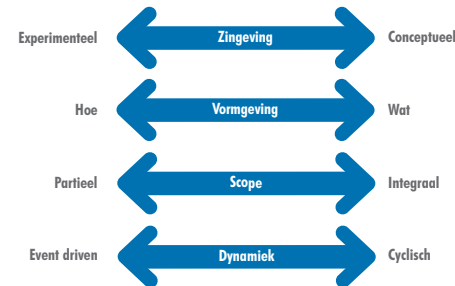 Experimenteel Zingeving Conceptueel
Hoe Vormgeving Wat
Partieel Scope Integraal
Event driven Dynamiek Cyclisch